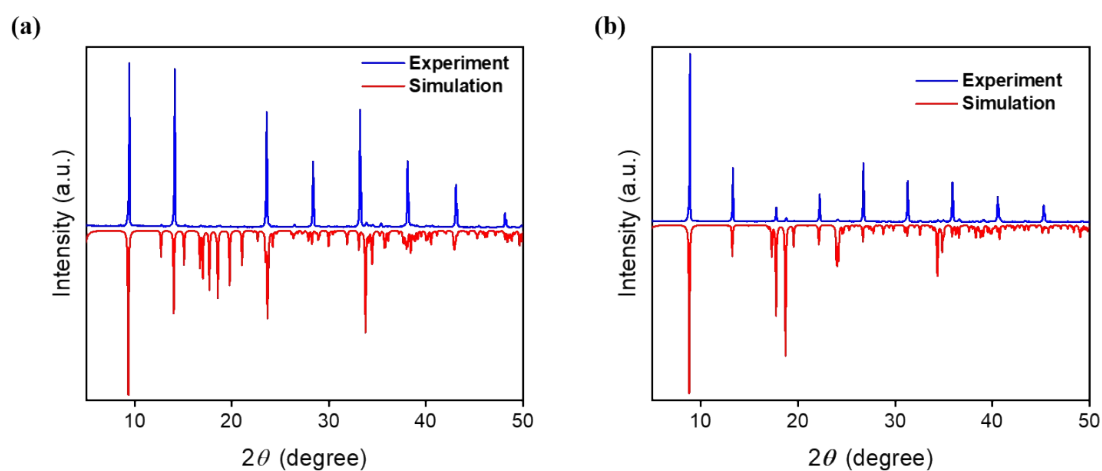 (a)
Experiment
Simulation
Intensity (a.u.)
10 20 30 40 50
2θ (degree)
(b)
Experiment
Simulation
Intensity (a.u.)
10 20 30 40 50
2θ (degree)